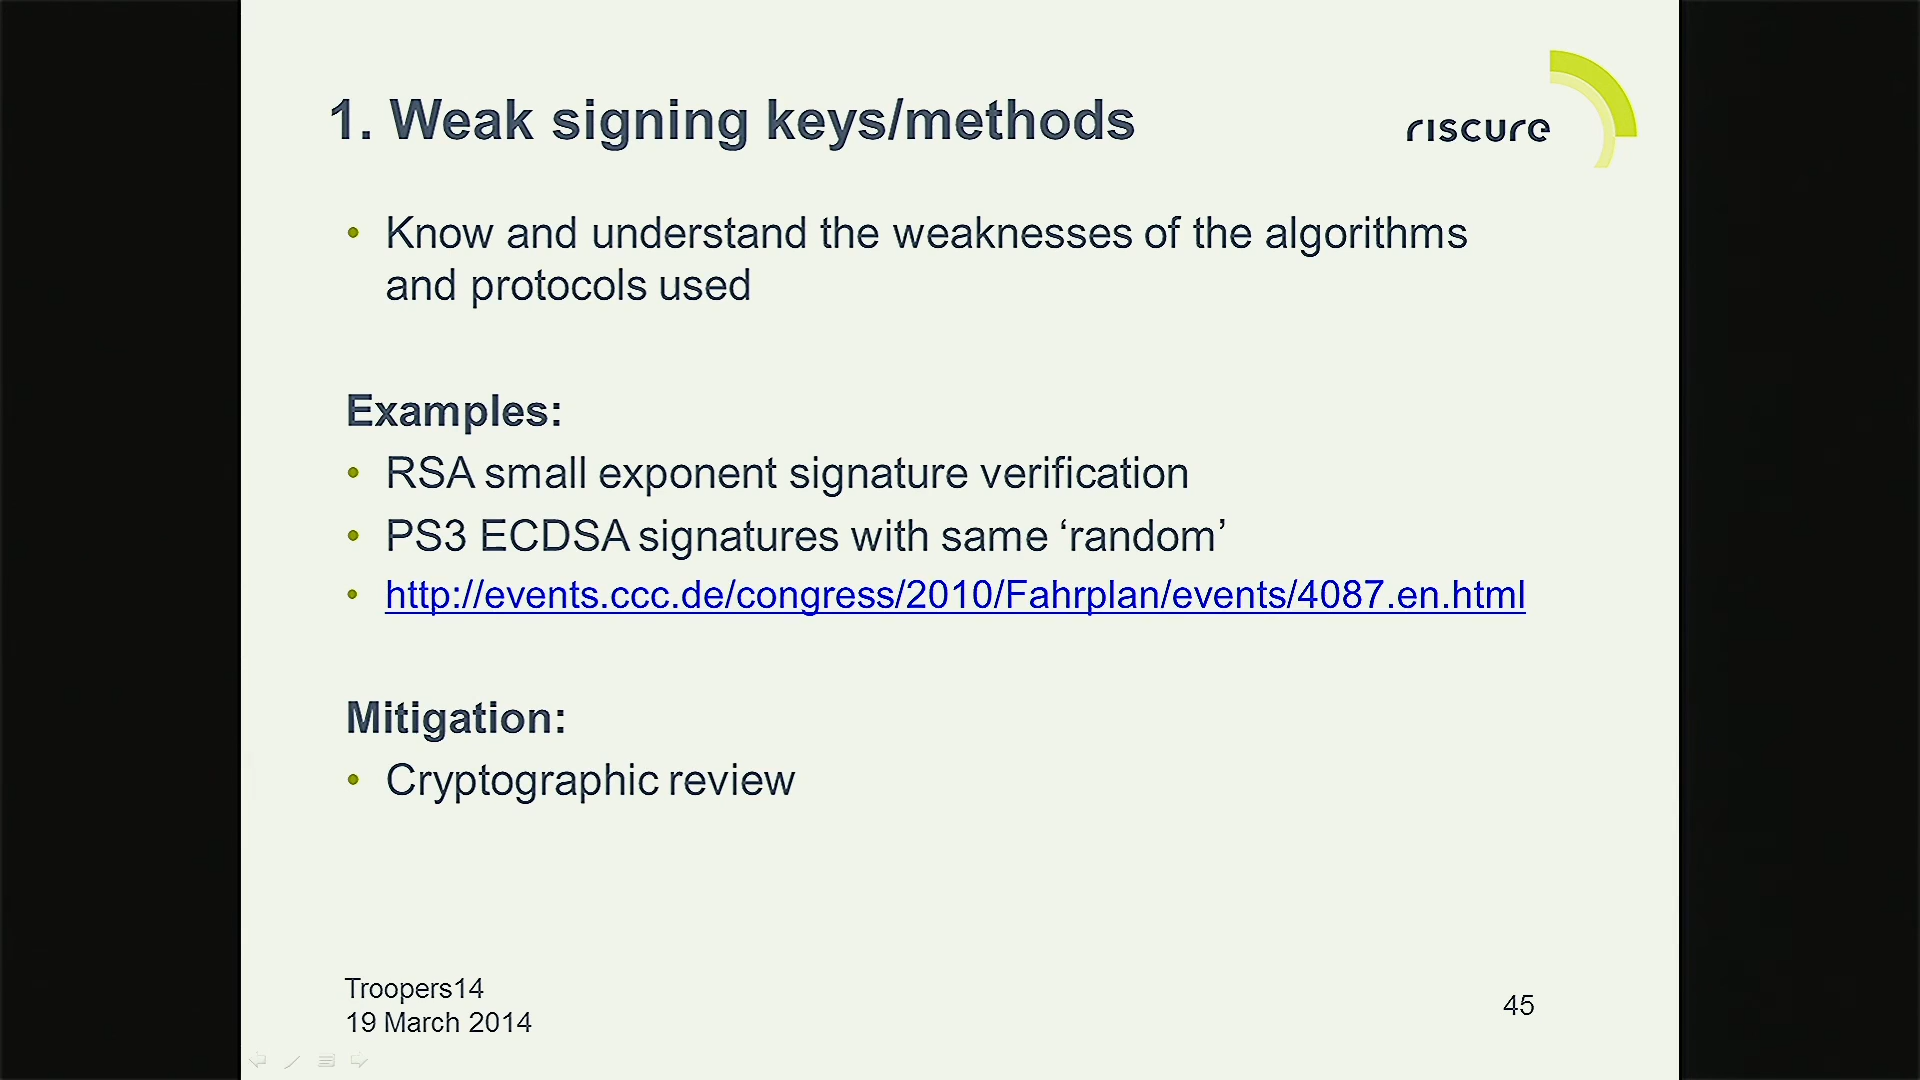 1. Weak signing keys/methods
riscure
• Know and understand the weaknesses of the algorithms
and protocols used
Examples:
• RSA small exponent signature verification
• PS3 ECDSA signatures with same ‘random’
• http://events.ccc.de/congress/2010/Fahrplan/events/4087.en.html
Mitigation:
• Cryptographic review
Troopers14
19 March 2014
45